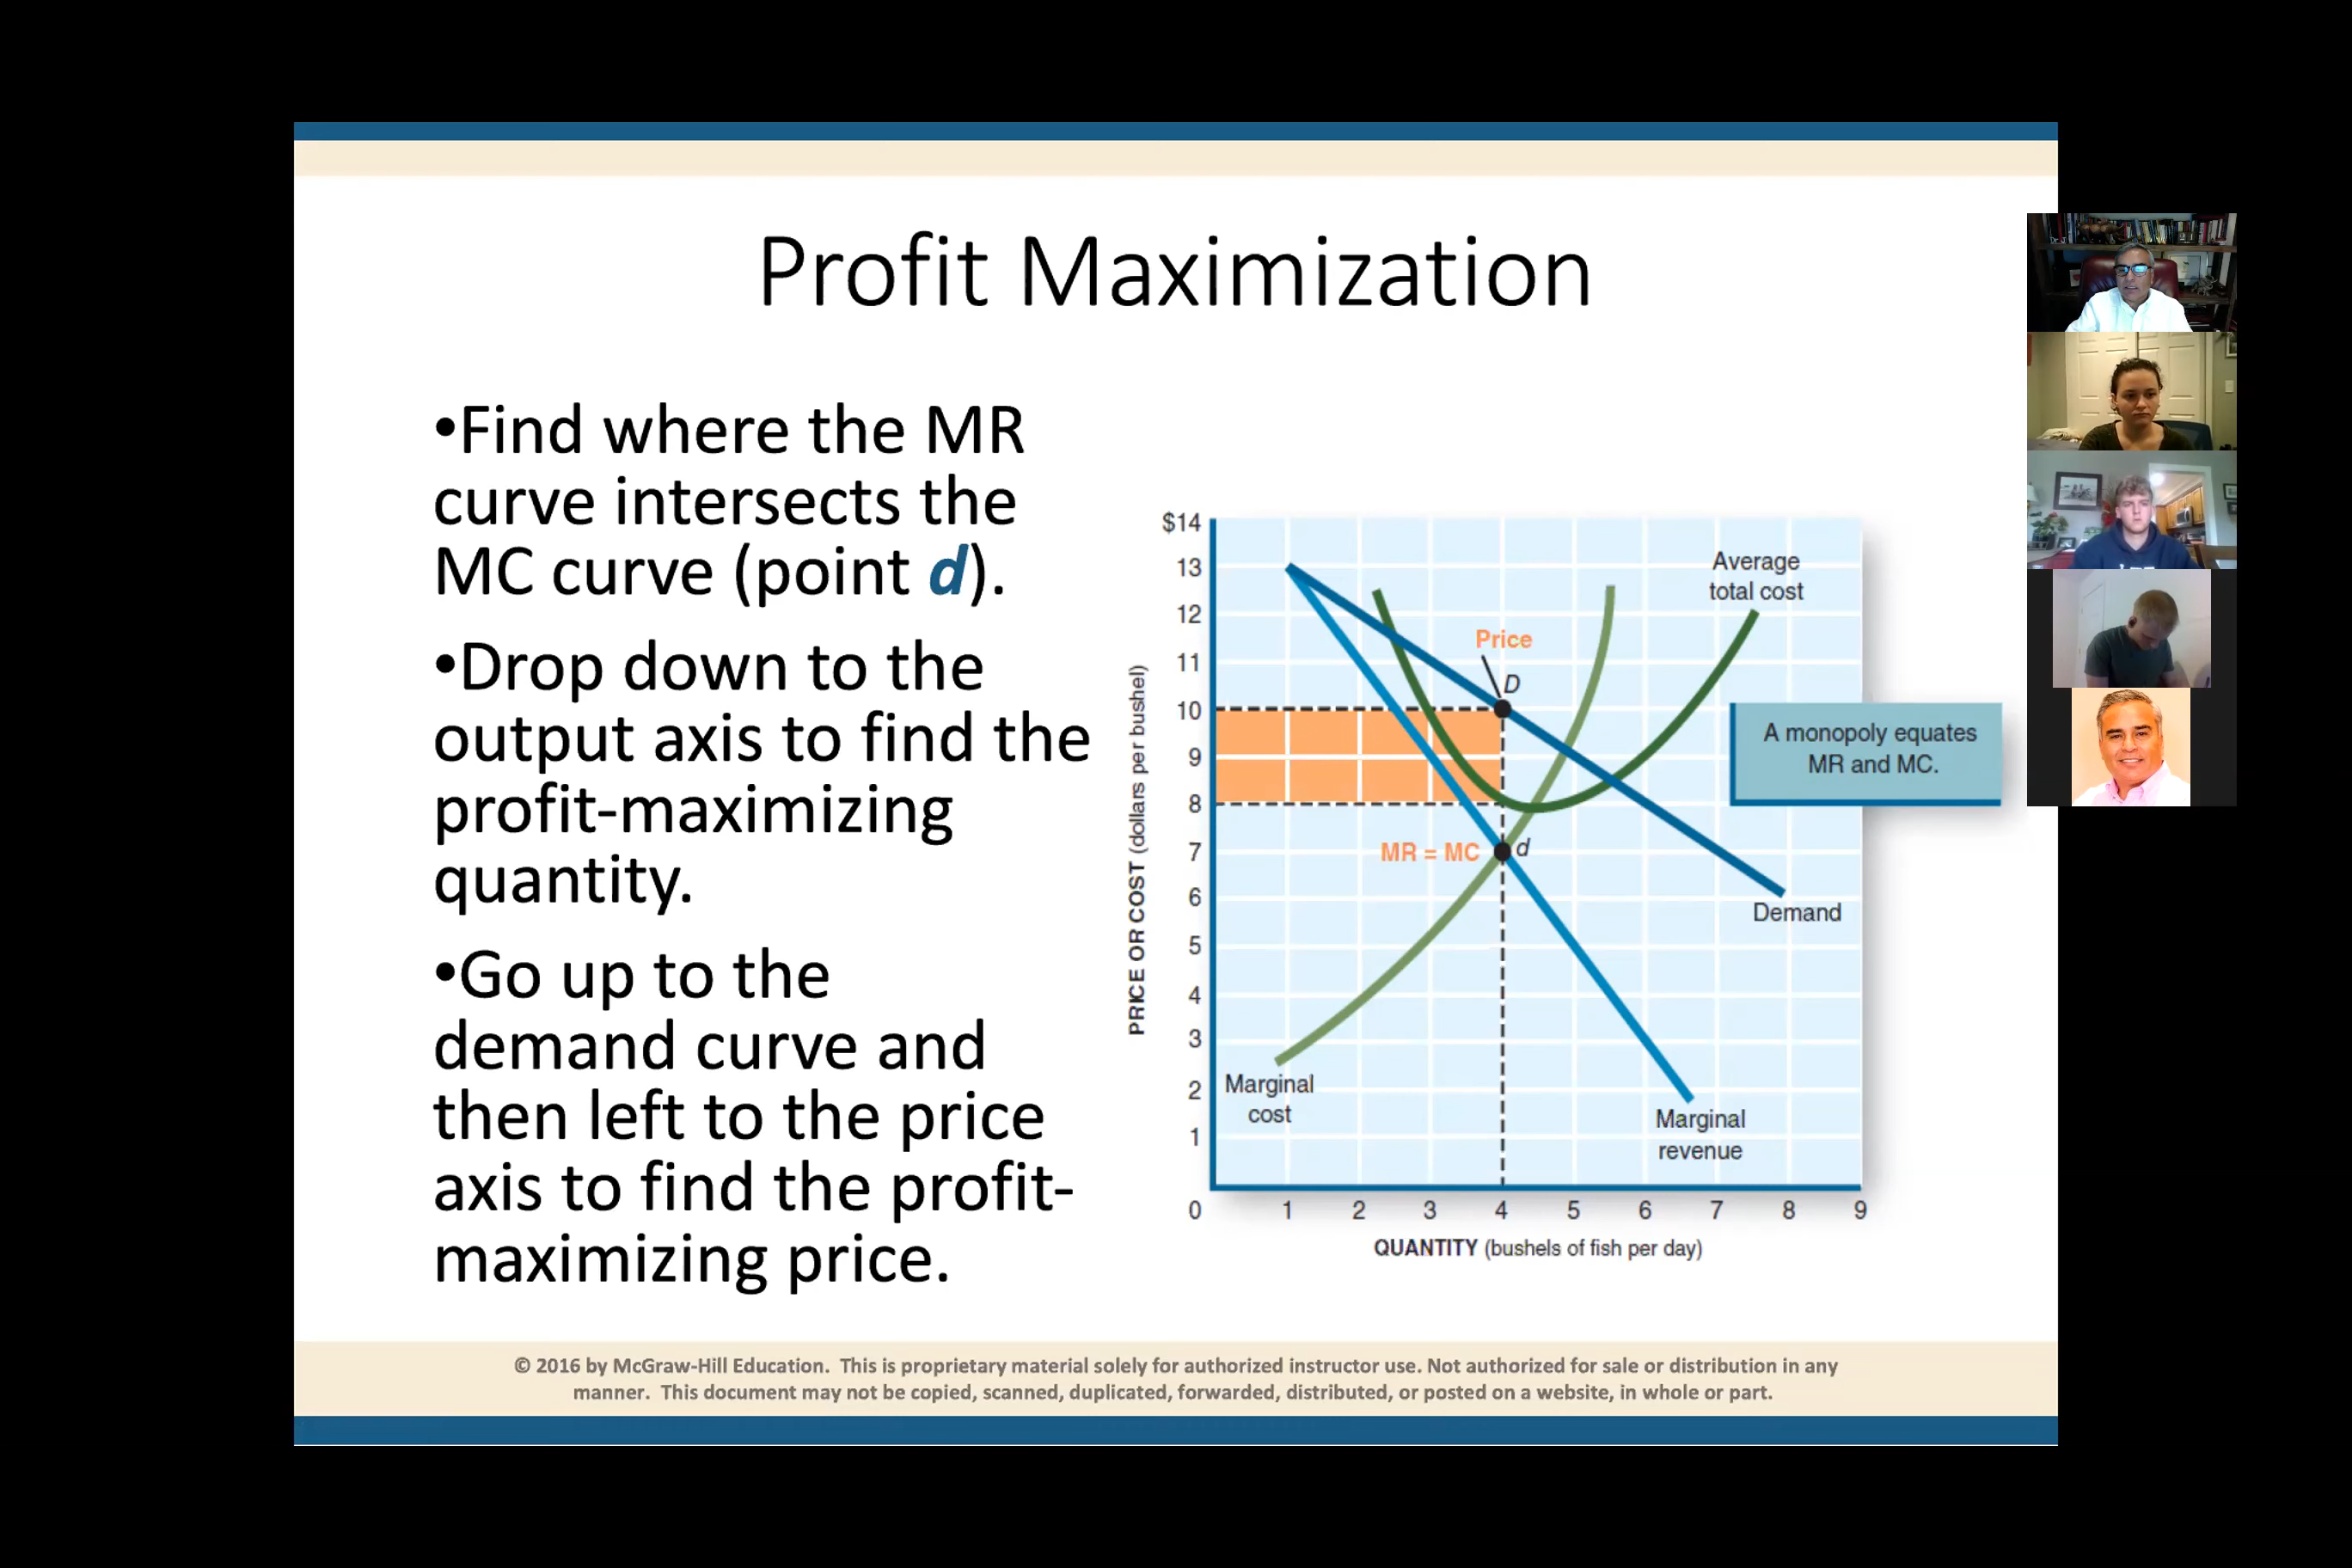 Profit Maximization
•Find where the MR
curve intersects the
MC curve (point d).
•Drop down to the
output axis to find the
profit-maximizing
quantity.
•Go up to the
demand curve and
then left to the price
axis to find the profit-
maximizing price.
PRICE OR COST (dollars per bushel)
$14
13
12
11
10
9
8
7
6
5
4
3
2
1
0
1 2 3 4 5 6 7 8 9
QUANTITY (bushels of fish per day)
Average
total cost
Price
D
MR = MC
d
Demand
Marginal
cost
Marginal
revenue
A monopoly equates
MR and MC.
© 2016 by McGraw-Hill Education. This is proprietary material solely for authorized instructor use. Not authorized for sale or distribution in any
manner. This document may not be copied, scanned, duplicated, forwarded, distributed, or posted on a website, in whole or part.